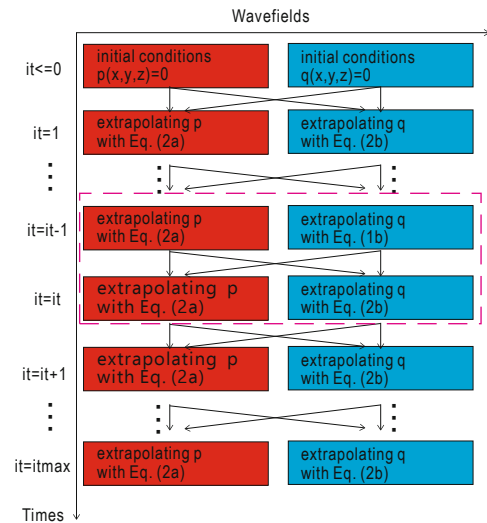 Wavefields
it<=0
initial conditions
p(x,y,z)=0
initial conditions
q(x,y,z)=0
it=1
extrapolating p
with Eq. (2a)
extrapolating q
with Eq. (2b)
it=it-1
extrapolating p
with Eq. (2a)
extrapolating q
with Eq. (1b)
it=it
extrapolating p
with Eq. (2a)
extrapolating q
with Eq. (2b)
it=it+1
extrapolating p
with Eq. (2a)
extrapolating q
with Eq. (2b)
it=itmax
extrapolating p
with Eq. (2a)
extrapolating q
with Eq. (2b)
Times